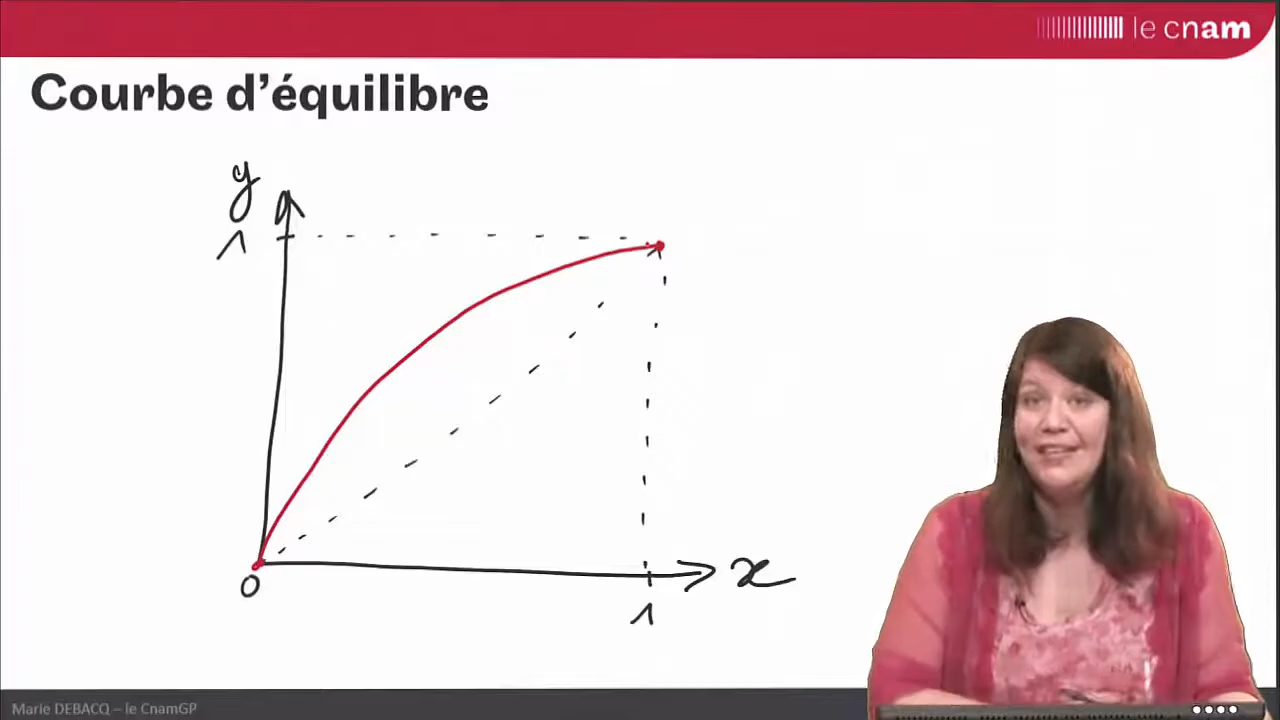 le cnam
Courbe d'équilibre
y
1
0
1
x
Marie DEBACQ – le CnamGP